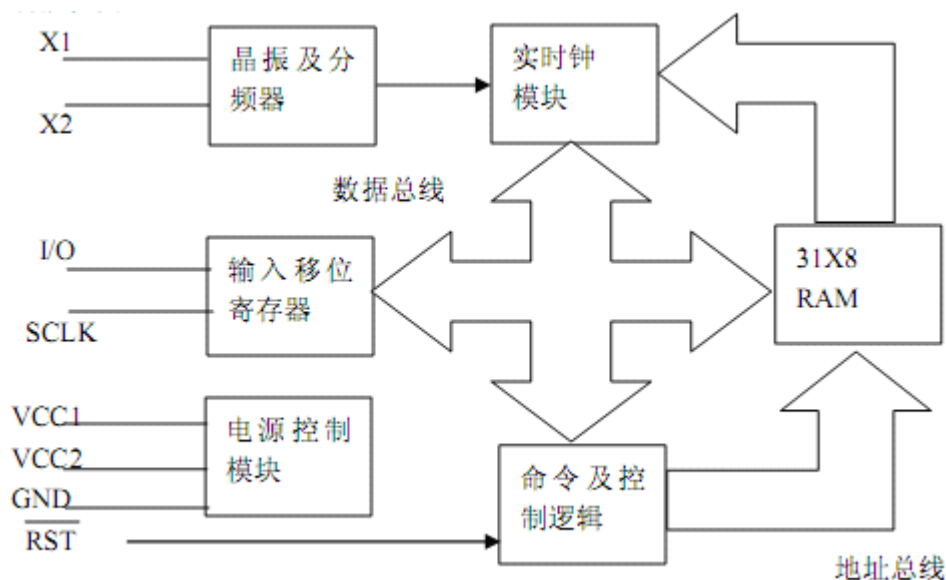 X1
X2
晶振及分
频器
实时钟
模块
数据总线
I/O
SCLK
输入移位
寄存器
31X8
RAM
VCC1
VCC2
GND
RST
电源控制
模块
命令及控
制逻辑
地址总线